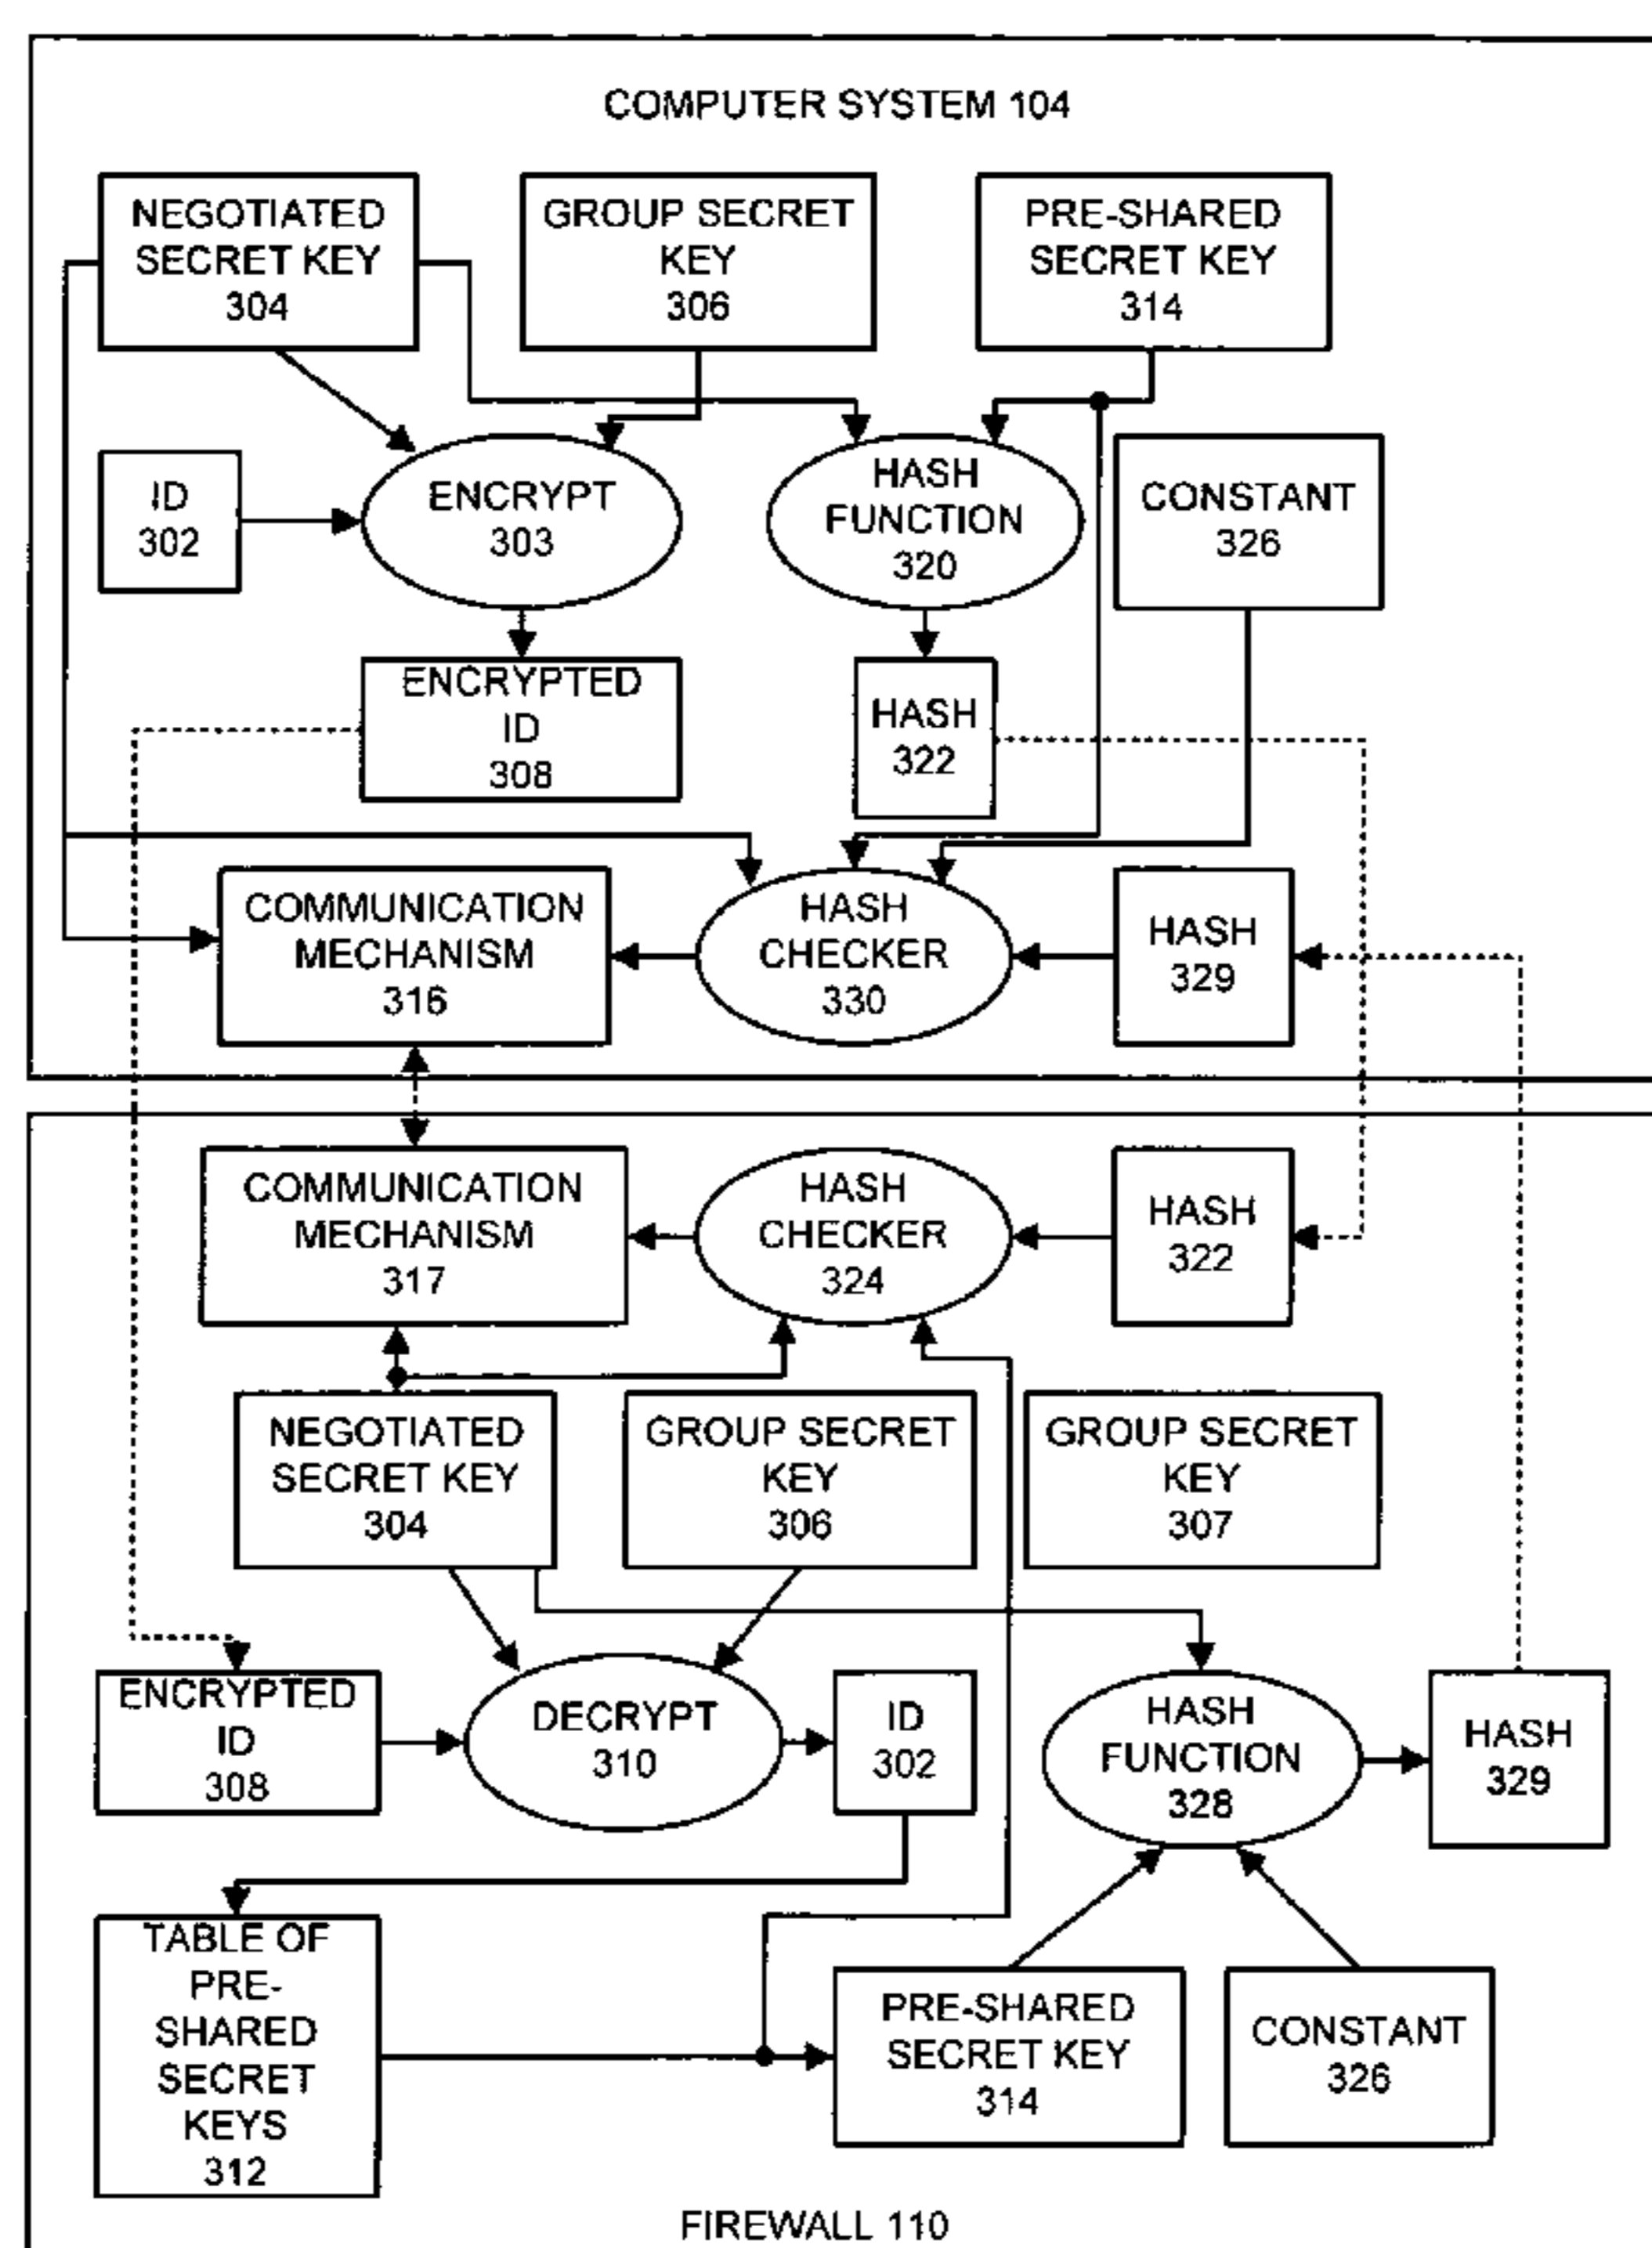 COMPUTER SYSTEM 104
NEGOTIATED
SECRET KEY
304
GROUP SECRET
KEY
306
PRE-SHARED
SECRET KEY
314
ID
302
ENCRYPT
303
HASH
FUNCTION
320
CONSTANT
326
ENCRYPTED
ID
308
HASH
322
COMMUNICATION
MECHANISM
316
HASH
CHECKER
330
HASH
329
COMMUNICATION
MECHANISM
317
HASH
CHECKER
324
HASH
322
NEGOTIATED
SECRET KEY
304
GROUP SECRET
KEY
306
GROUP SECRET
KEY
307
ENCRYPTED
ID
308
DECRYPT
310
ID
302
HASH
FUNCTION
328
HASH
329
TABLE OF
PRE-
SHARED
SECRET
KEYS
312
PRE-SHARED
SECRET KEY
314
CONSTANT
326
FIREWALL 110